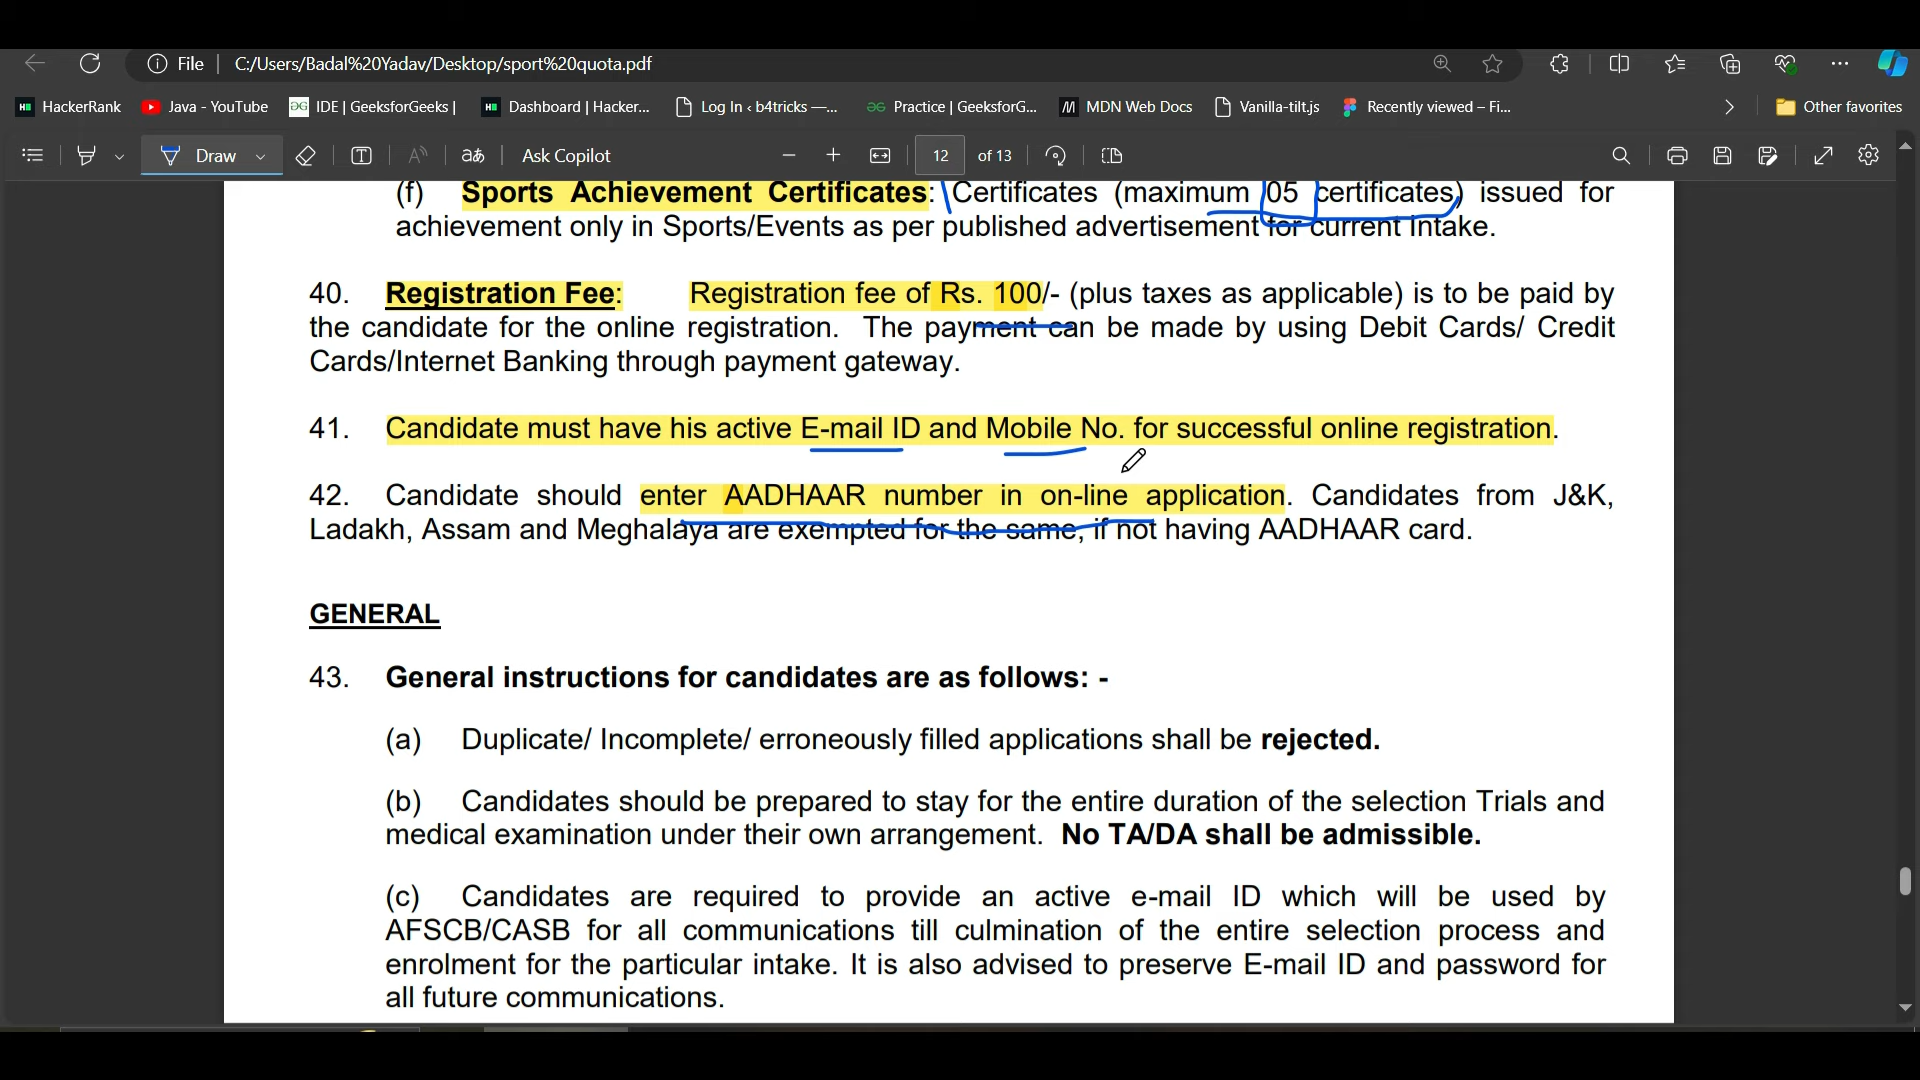 File C:/Users/Badal%20Yadav/Desktop/sport%20quota.pdf
HackerRank Java - YouTube IDE | GeeksforGeeks | Dashboard | Hacker... Log In ‹ b4tricks —... Practice | GeeksforG... MDN Web Docs Vanilla-tilt.js Recently viewed – Fi... Other favorites
Draw aあ Ask Copilot 12 of 13
(f) Sports Achievement Certificates: Certificates (maximum 05 certificates) issued for
achievement only in Sports/Events as per published advertisement for current Intake.
40. Registration Fee: Registration fee of Rs. 100/- (plus taxes as applicable) is to be paid by
the candidate for the online registration. The payment can be made by using Debit Cards/ Credit
Cards/Internet Banking through payment gateway.
41. Candidate must have his active E-mail ID and Mobile No. for successful online registration.
42. Candidate should enter AADHAAR number in on-line application. Candidates from J&K,
Ladakh, Assam and Meghalaya are exempted for the same, if not having AADHAAR card.
GENERAL
43. General instructions for candidates are as follows: -
(a) Duplicate/ Incomplete/ erroneously filled applications shall be rejected.
(b) Candidates should be prepared to stay for the entire duration of the selection Trials and
medical examination under their own arrangement. No TA/DA shall be admissible.
(c) Candidates are required to provide an active e-mail ID which will be used by
AFSCB/CASB for all communications till culmination of the entire selection process and
enrolment for the particular intake. It is also advised to preserve E-mail ID and password for
all future communications.